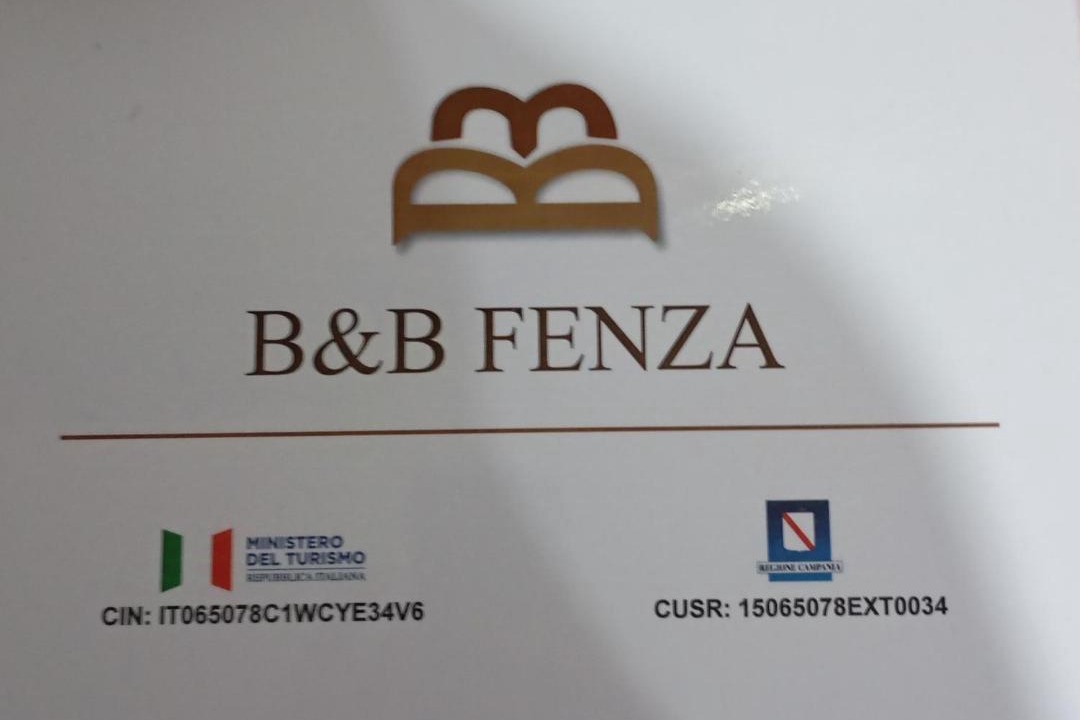 B&B FENZA
MINISTERO
DEL TURISMO
REPUBBLICA ITALIANA
CIN: IT065078C1WCYE34V6
REGIONE CAMPANIA
CUSR: 15065078EXT0034